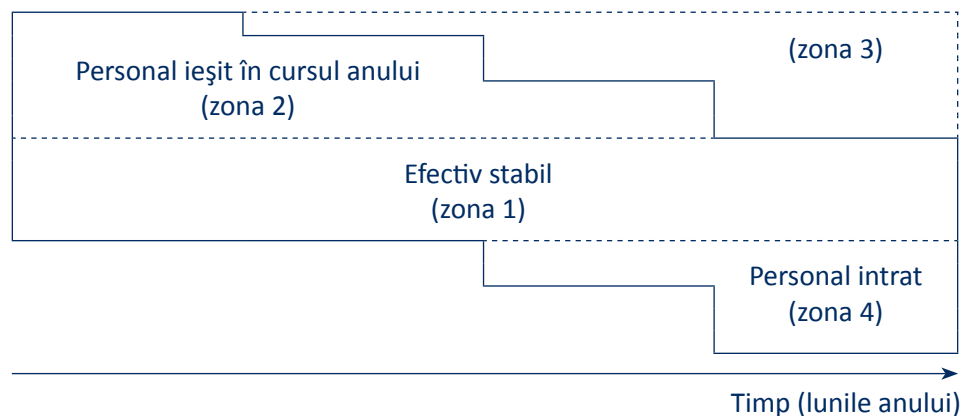 (zona 3)
Personal ieşit în cursul anului
(zona 2)
Efectiv stabil
(zona 1)
Personal intrat
(zona 4)
Timp (lunile anului)